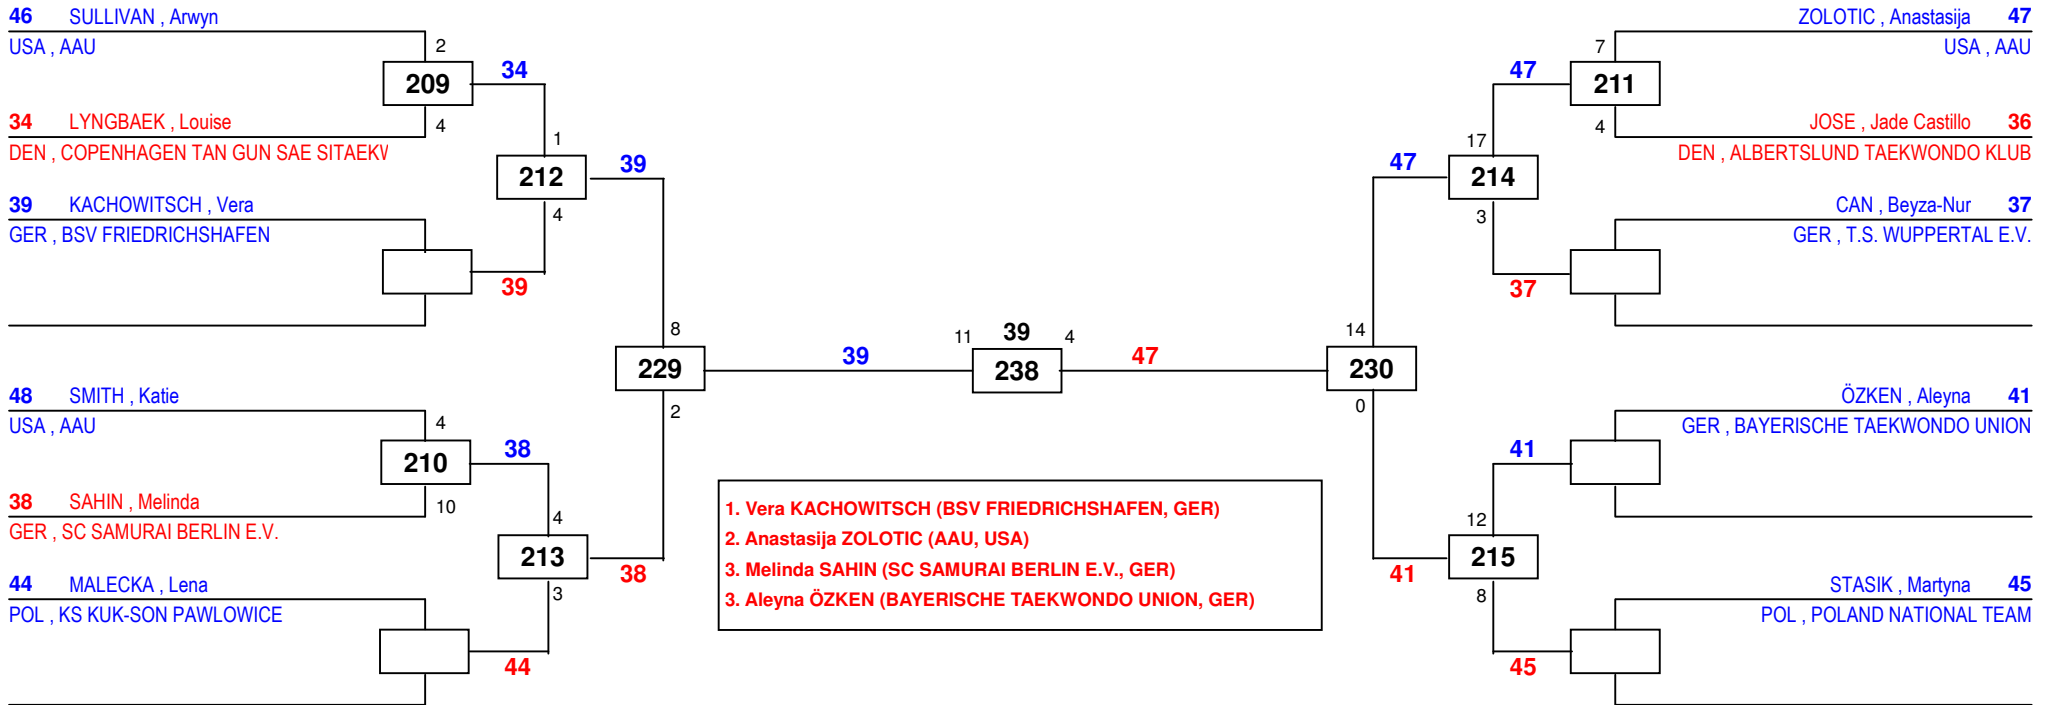 46 SULLIVAN , Arwyn
USA , AAU
2
209
34
4
34 LYNGBAEK , Louise
DEN , COPENHAGEN TAN GUN SAE SITAEKW
1
212
39
4
39 KACHOWITSCH , Vera
GER , BSV FRIEDRICHSHAFEN
39
8
229
39
2
48 SMITH , Katie
USA , AAU
4
210
38
10
38 SAHIN , Melinda
GER , SC SAMURAI BERLIN E.V.
4
213
38
3
44 MALECKA , Lena
POL , KS KUK-SON PAWLOWICE
44
11 39 4
238
47
1. Vera KACHOWITSCH (BSV FRIEDRICHSHAFEN, GER)
2. Anastasija ZOLOTIC (AAU, USA)
3. Melinda SAHIN (SC SAMURAI BERLIN E.V., GER)
3. Aleyna ÖZKEN (BAYERISCHE TAEKWONDO UNION, GER)
ZOLOTIC , Anastasija 47
USA , AAU
7
47
211
4
JOSE , Jade Castillo 36
DEN , ALBERTSLUND TAEKWONDO KLUB
17
47
214
3
CAN , Beyza-Nur 37
GER , T.S. WUPPERTAL E.V.
37
14
230
0
ÖZKEN , Aleyna 41
GER , BAYERISCHE TAEKWONDO UNION
41
12
215
41
8
STASIK , Martyna 45
POL , POLAND NATIONAL TEAM
45